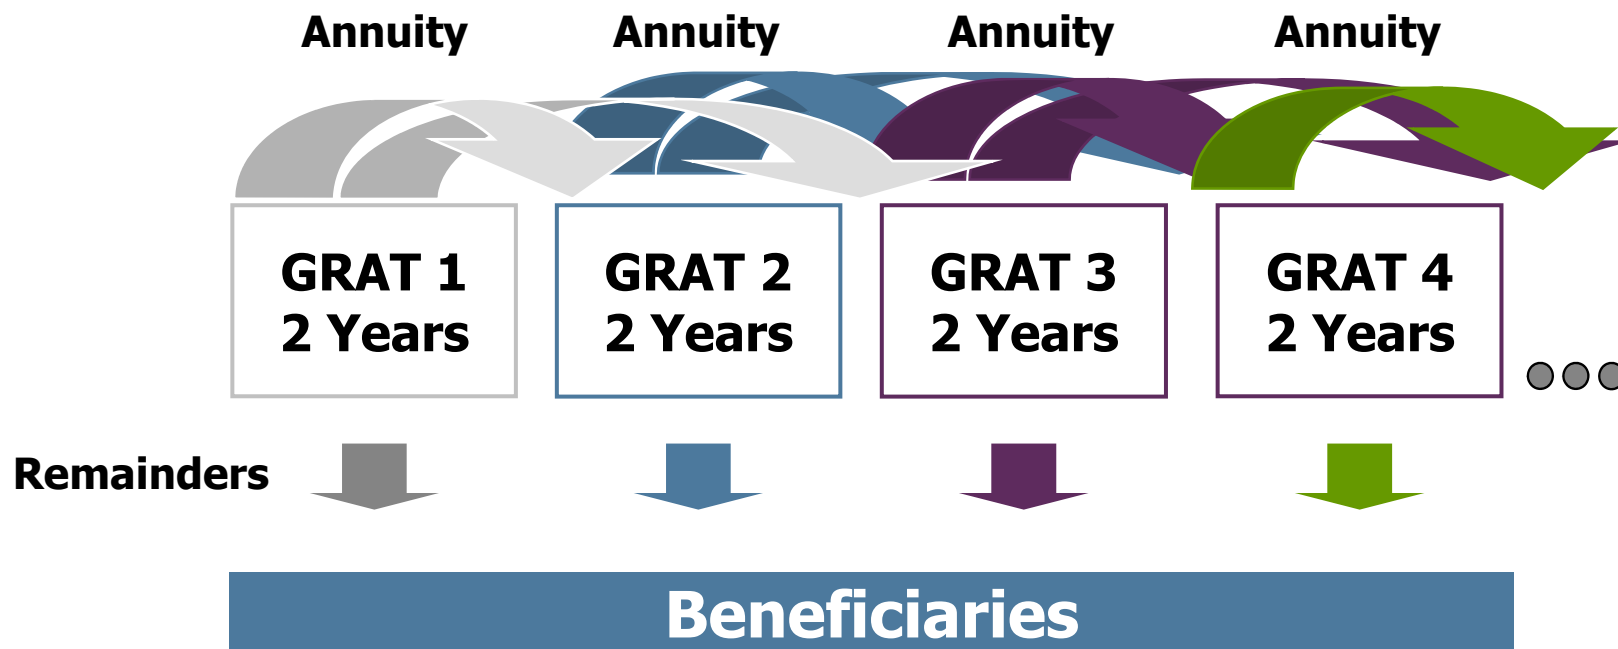 Annuity Annuity Annuity Annuity
GRAT 1 GRAT 2 GRAT 3 GRAT 4
2 Years 2 Years 2 Years 2 Years
Remainders
Beneficiaries